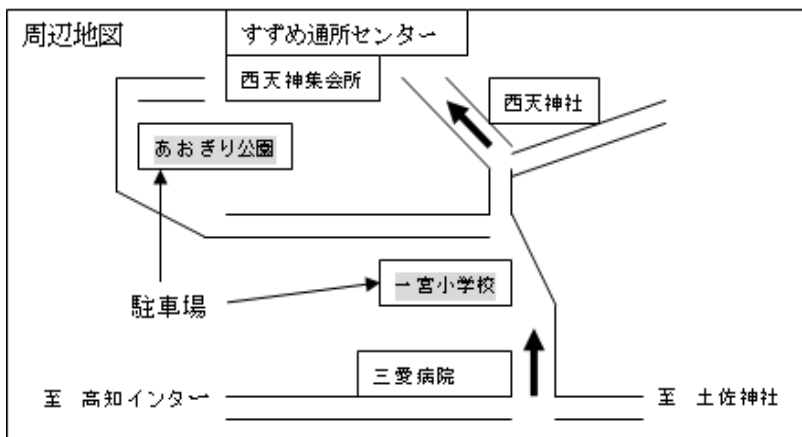 周辺地図
すずめ通所センター
西天神集会所
西天神社
あおぎり公園
一宮小学校
駐車場
三愛病院
至 高知インター
至 土佐神社